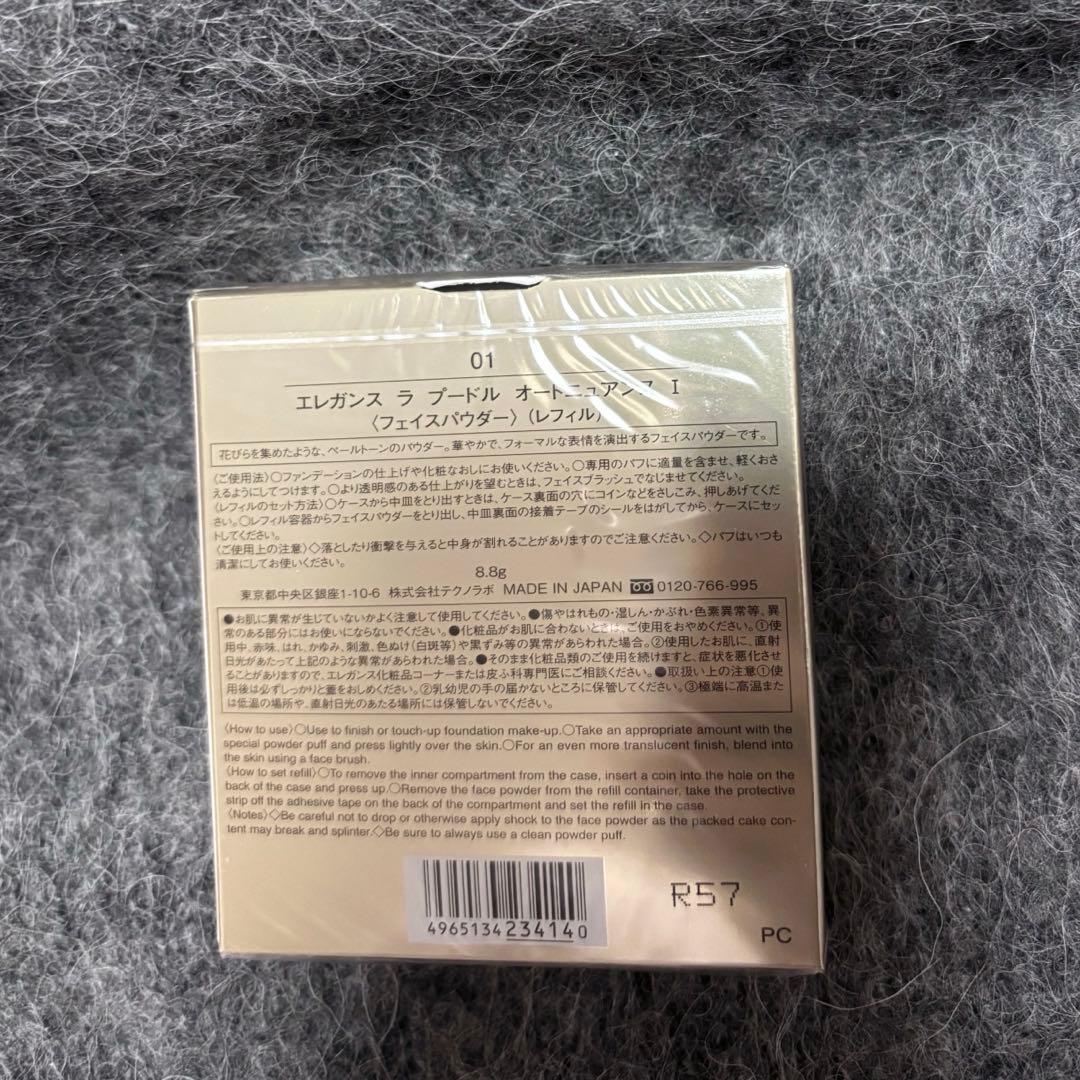 01
エレガンス ラ プードル オートニュアンス I
〈フェイスパウダー〉(レフィル)
花びらを集めたような、ペールトーンのパウダー。華やかで、フォーマルな表情を演出するフェイスパウダーです。
〈ご使用法〉○ファンデーションの仕上げや化粧なおしにお使いください。○専用のパフに適量を含ませ、軽くおさ
えるようにしてつけます。○より透明感のある仕上がりを望むときは、フェイスブラッシュでなじませてください。
〈レフィルのセット方法〉○ケースから中皿をとり出すときは、ケース裏面の穴にコインなどをさしこみ、押しあげてくだ
さい。○レフィル容器からフェイスパウダーをとり出し、中皿裏面の接着テープのシールをはがしてから、ケースにセッ
トしてください。
〈ご使用上の注意〉◇落としたり衝撃を与えると中身が割れることがありますのでご注意ください。◇パフはいつも
清潔にしてお使いください。
8.8g
東京都中央区銀座1-10-6 株式会社テクノラボ MADE IN JAPAN 0120-766-995
●お肌に異常が生じていないかよく注意して使用してください。●傷やはれもの・湿しん・かぶれ・色素異常等、異
常のある部分にはお使いにならないでください。●化粧品がお肌に合わないときは、ご使用をおやめください。①使
用中、赤味、はれ、かゆみ、刺激、色ぬけ(白斑等)や黒ずみ等の異常があらわれた場合。②使用したお肌に、直射
日光があたって上記のような異常があらわれた場合。●そのまま化粧品類のご使用を続けますと、症状を悪化させ
ることがありますので、エレガンス化粧品コーナーまたは皮ふ科専門医にご相談ください。●取扱い上の注意①使
用後は必ずしっかりと蓋をおしめください。②乳幼児の手の届かないところに保管してください。③極端に高温また
は低温の場所や、直射日光のあたる場所には保管しないでください。
〈How to use〉○Use to finish or touch-up foundation make-up.○Take an appropriate amount with the
special powder puff and press lightly over the skin.○For an even more translucent finish, blend into
the skin using a face brush.
〈How to set refill〉○To remove the inner compartment from the case, insert a coin into the hole on the
back of the case and press up.○Remove the face powder from the refill container, take the protective
strip off the adhesive tape on the back of the compartment and set the refill in the case.
〈Notes〉◇Be careful not to drop or otherwise apply shock to the face powder as the packed cake con-
tent may break and splinter.◇Be sure to always use a clean powder puff.
4965134234140
R57
PC